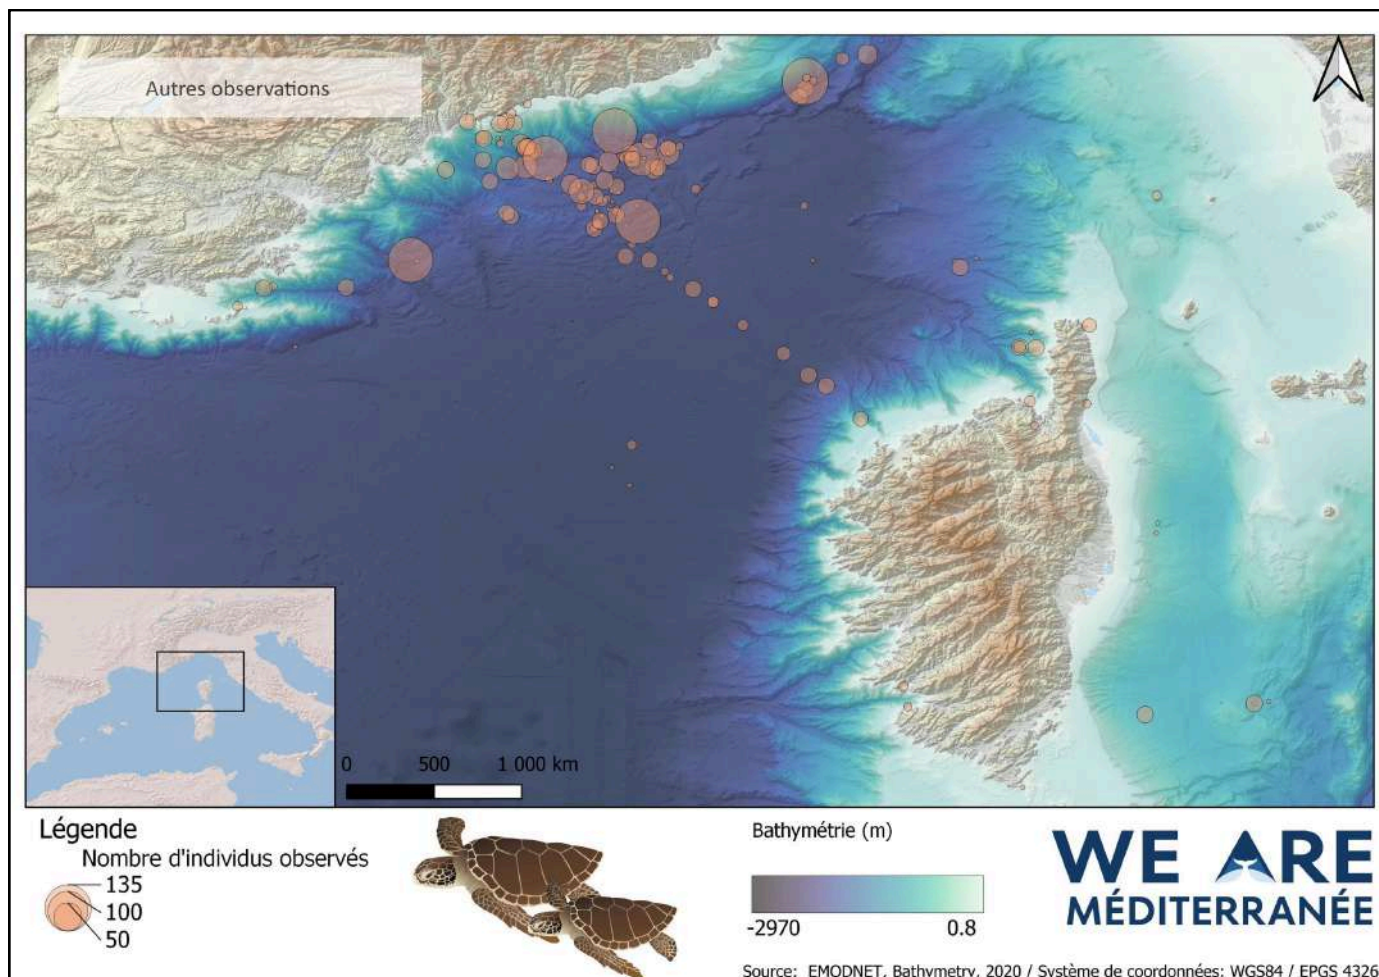 Autres observations
0 500 1 000 km
Légende
Nombre d'individus observés
135
100
50
Bathymétrie (m)
-2970 0.8
WE ARE
MÉDITERRANÉE
Source: EMODNET, Bathymetry, 2020 / Système de coordonnées: WGS84 / EPGS 4326